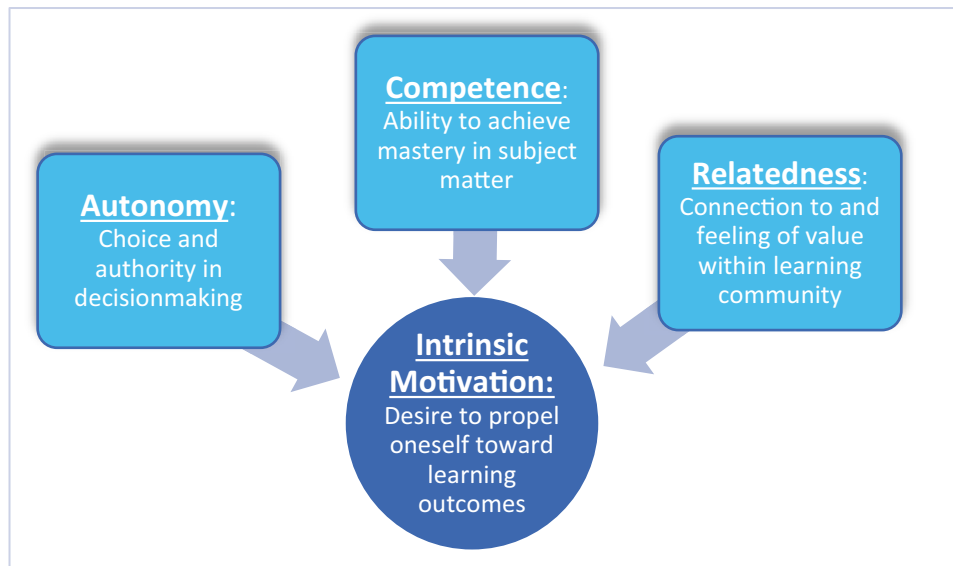 Autonomy:
Choice and
authority in
decisionmaking
Competence:
Ability to achieve
mastery in subject
matter
Relatedness:
Connection to and
feeling of value
within learning
community
Intrinsic
Motivation:
Desire to propel
oneself toward
learning
outcomes